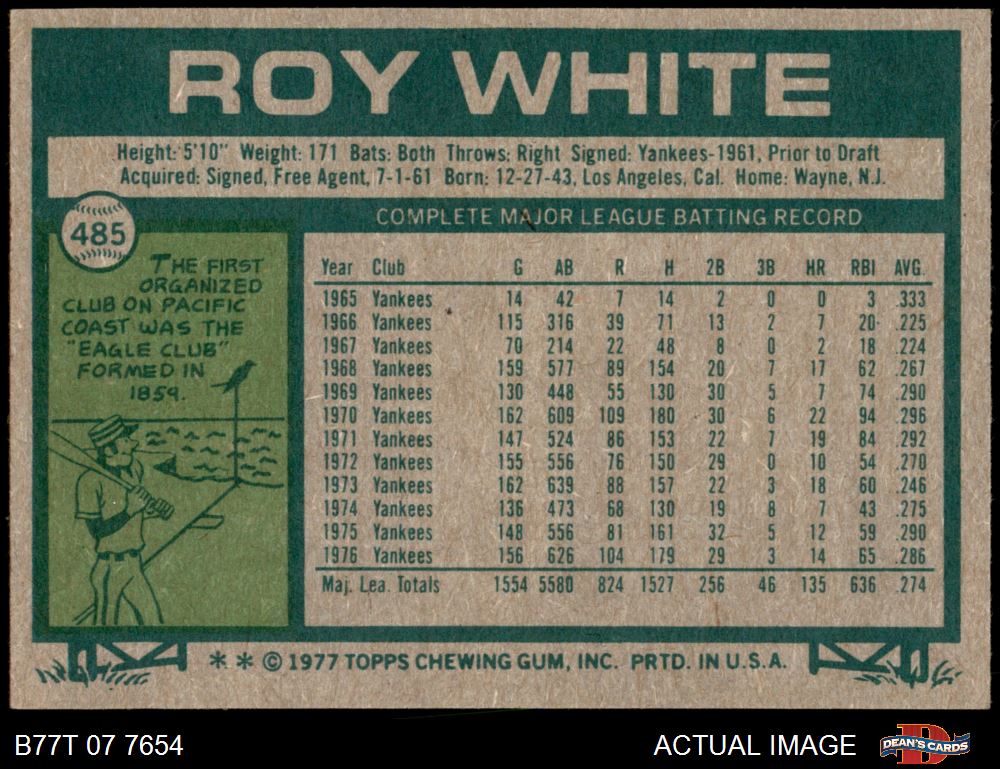 ROY WHITE
Height: 5'10" Weight: 171 Bats: Both Throws: Right Signed: Yankees-1961, Prior to Draft
Acquired: Signed, Free Agent, 7-1-61 Born: 12-27-43, Los Angeles, Cal. Home: Wayne, N.J.
485
THE FIRST
ORGANIZED
CLUB ON PACIFIC
COAST WAS THE
"EAGLE CLUB"
FORMED IN
1859.
COMPLETE MAJOR LEAGUE BATTING RECORD
Year Club G AB R H 2B 3B HR RBI AVG.
1965 Yankees 14 42 7 14 2 0 0 3 .333
1966 Yankees 115 316 39 71 13 2 7 20 .225
1967 Yankees 70 214 22 48 8 0 2 18 .224
1968 Yankees 159 577 89 154 20 7 17 62 .267
1969 Yankees 130 448 55 130 30 5 7 74 .290
1970 Yankees 162 609 109 180 30 6 22 94 .296
1971 Yankees 147 524 86 153 22 7 19 84 .292
1972 Yankees 155 556 76 150 29 0 10 54 .270
1973 Yankees 162 639 88 157 22 3 18 60 .246
1974 Yankees 136 473 68 130 19 8 7 43 .275
1975 Yankees 148 556 81 161 32 5 12 59 .290
1976 Yankees 156 626 104 179 29 3 14 65 .286
Maj. Lea. Totals 1554 5580 824 1527 256 46 135 636 .274
* * © 1977 TOPPS CHEWING GUM, INC. PRTD. IN U.S.A.
B77T 07 7654
ACTUAL IMAGE
D
DEAN'S CARDS